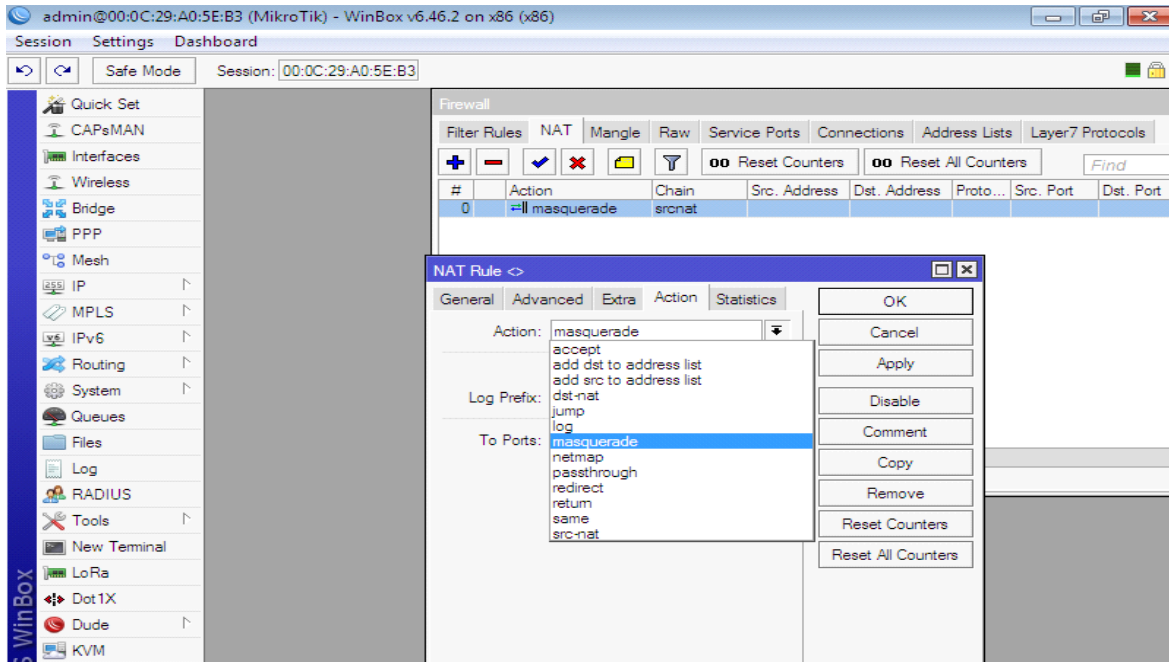 admin@00:0C:29:A0:5E:B3 (MikroTik) - WinBox v6.46.2 on x86 (x86)
Session Settings Dashboard
Safe Mode Session: 00:0C:29:A0:5E:B3
Quick Set
CAPsMAN
Interfaces
Wireless
Bridge
PPP
Mesh
IP
MPLS
IPv6
Routing
System
Queues
Files
Log
RADIUS
Tools
New Terminal
LoRa
Dot1X
Dude
KVM
WinBox
Firewall
Filter Rules NAT Mangle Raw Service Ports Connections Address Lists Layer7 Protocols
00 Reset Counters 00 Reset All Counters Find
# Action Chain Src. Address Dst. Address Proto... Src. Port Dst. Port
0 masquerade srcnat
NAT Rule <>
General Advanced Extra Action Statistics
Action: masquerade
accept
add dst to address list
add src to address list
Log Prefix: dst-nat
jump
log
To Ports: masquerade
netmap
passthrough
redirect
return
same
src-nat
OK
Cancel
Apply
Disable
Comment
Copy
Remove
Reset Counters
Reset All Counters